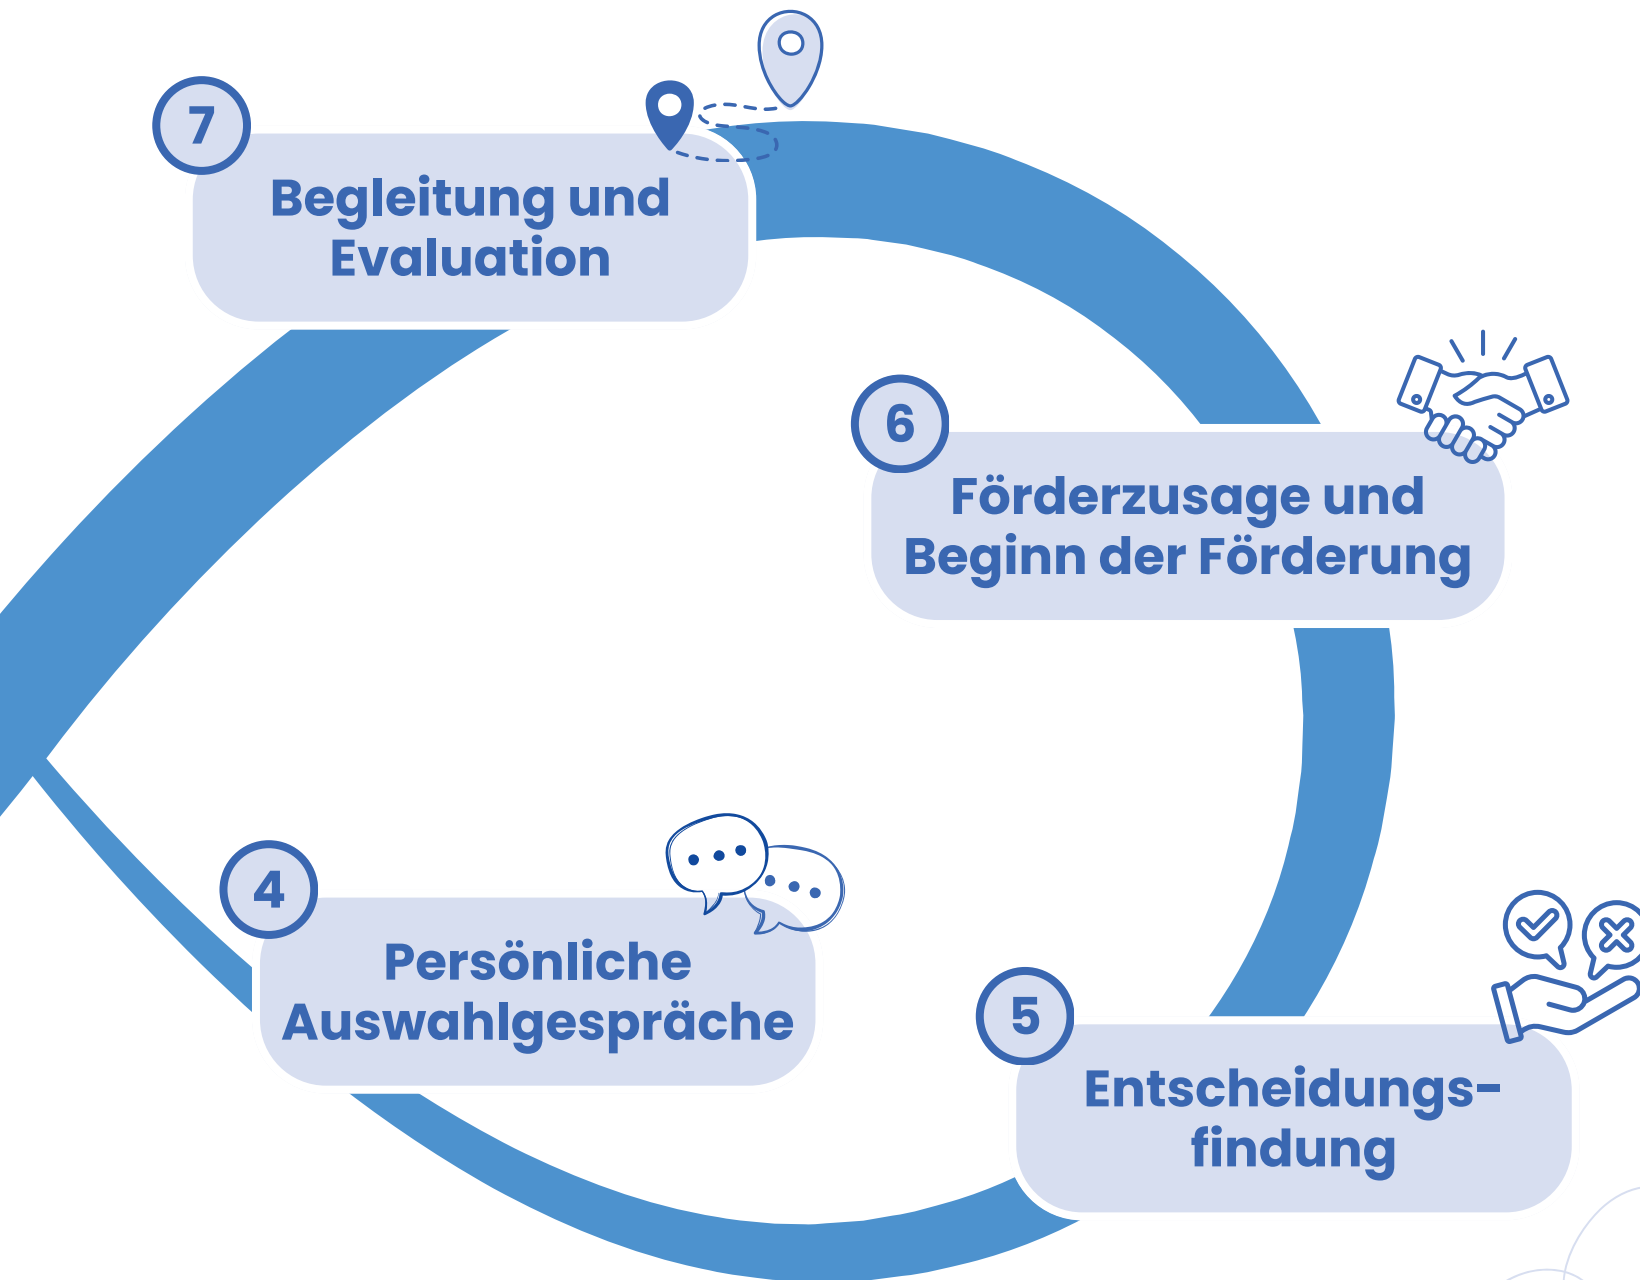 7
Begleitung und
Evaluation
6
Förderzusage und
Beginn der Förderung
4
Persönliche
Auswahlgespräche
5
Entscheidungs-
findung